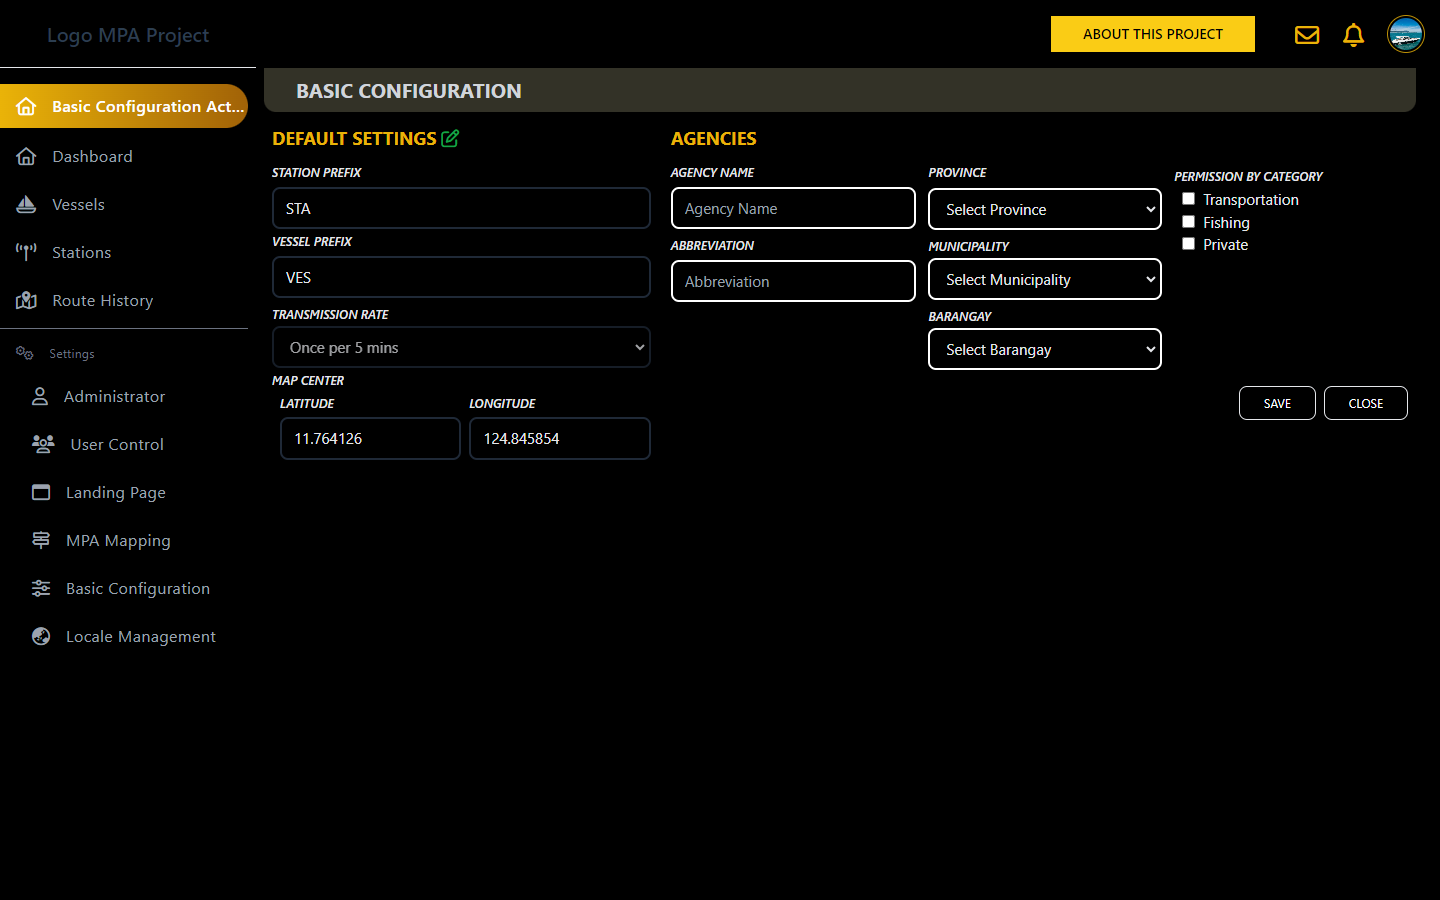 Logo MPA Project
ABOUT THIS PROJECT
Basic Configuration Act...
Dashboard
Vessels
Stations
Route History
Settings
Administrator
User Control
Landing Page
MPA Mapping
Basic Configuration
Locale Management
BASIC CONFIGURATION
DEFAULT SETTINGS
STATION PREFIX
STA
VESSEL PREFIX
VES
TRANSMISSION RATE
Once per 5 mins
MAP CENTER
LATITUDE
11.764126
LONGITUDE
124.845854
AGENCIES
AGENCY NAME
Agency Name
ABBREVIATION
Abbreviation
PROVINCE
Select Province
MUNICIPALITY
Select Municipality
BARANGAY
Select Barangay
PERMISSION BY CATEGORY
Transportation
Fishing
Private
SAVE
CLOSE